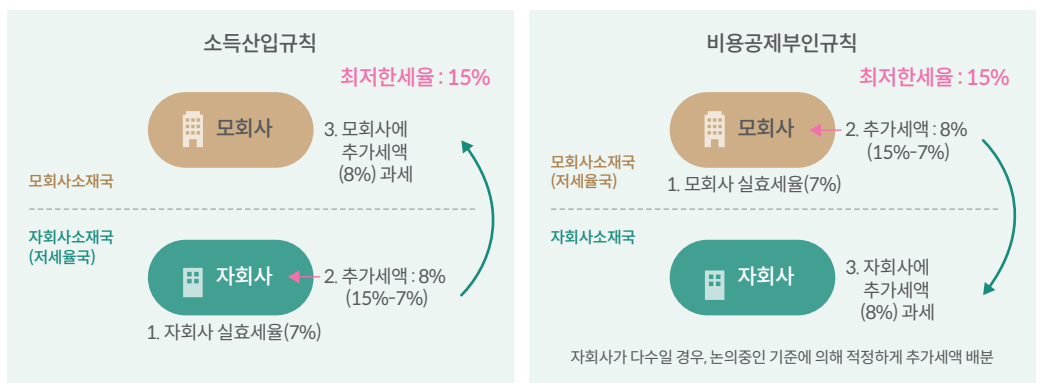 소득산입규칙
최저한세율 : 15%
모회사
3. 모회사에
추가세액
(8%) 과세
모회사소재국
자회사소재국
(저세율국)
자회사
2. 추가세액 : 8%
(15%-7%)
1. 자회사 실효세율(7%)
비용공제부인규칙
최저한세율 : 15%
모회사
2. 추가세액 : 8%
(15%-7%)
모회사소재국
(저세율국)
1. 모회사 실효세율(7%)
자회사소재국
자회사
3. 자회사에
추가세액
(8%) 과세
자회사가 다수일 경우, 논의중인 기준에 의해 적정하게 추가세액 배분